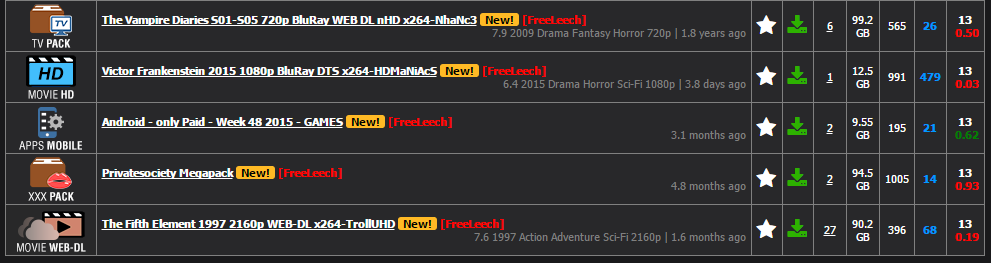 TV
TV PACK
The Vampire Diaries S01-S05 720p BluRay WEB DL nHD x264-NhaNc3 New! [FreeLeech]
7.9 2009 Drama Fantasy Horror 720p | 1.8 years ago
6
99.2 GB
565
26
13
0.50
HD
MOVIE HD
Victor Frankenstein 2015 1080p BluRay DTS x264-HDMaNiAcS New! [FreeLeech]
6.4 2015 Drama Horror Sci-Fi 1080p | 3.8 days ago
1
12.5 GB
991
479
13
0.03
APPS MOBILE
Android - only Paid - Week 48 2015 - GAMES New! [FreeLeech]
3.1 months ago
2
9.55 GB
195
21
13
0.62
XXX PACK
Privatesociety Megapack New! [FreeLeech]
4.8 months ago
2
94.5 GB
1005
14
13
0.93
MOVIE WEB-DL
The Fifth Element 1997 2160p WEB-DL x264-TrollUHD New! [FreeLeech]
7.6 1997 Action Adventure Sci-Fi 2160p | 1.6 months ago
27
90.2 GB
396
68
13
0.19